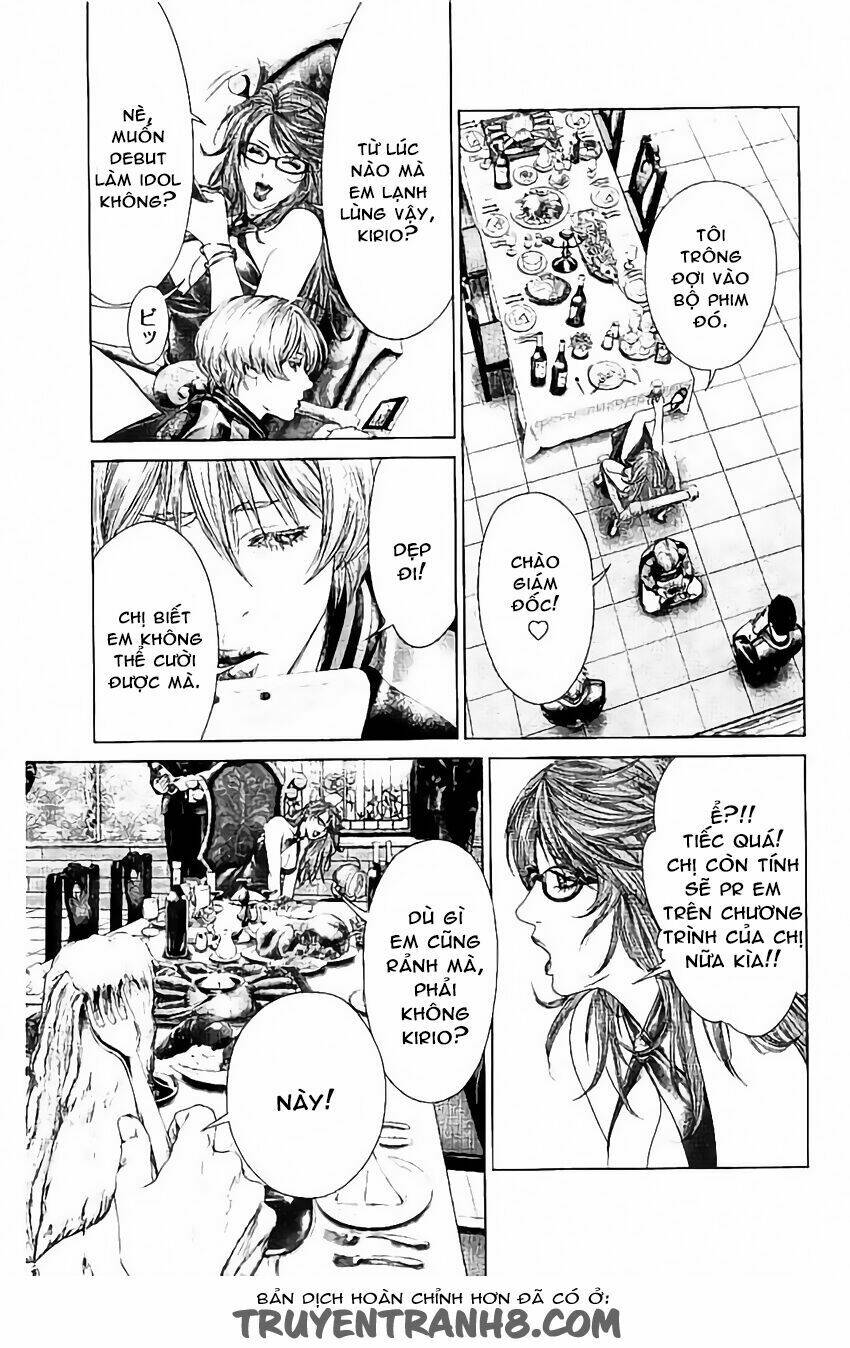 TÔI
TRÔNG
ĐỢI VÀO
BỘ PHIM
ĐÓ.
CHÀO
GIÁM
ĐỐC!
♡
TỪ LÚC
NÀO MÀ
EM LẠNH
LÙNG VẬY,
KIRIO?
NÈ,
MUỐN
DEBUT
LÀM IDOL
KHÔNG?
ピッ
DẸP
ĐI!
CHỊ BIẾT
EM KHÔNG
THỂ CƯỜI
ĐƯỢC MÀ.
Ể?!!
TIẾC QUÁ!
CHỊ CÒN TÍNH
SẼ PR EM
TRÊN CHƯƠNG
TRÌNH CỦA CHỊ
NỮA KÌA!!
DÙ GÌ
EM CŨNG
RẢNH MÀ,
PHẢI
KHÔNG
KIRIO?
NÀY!
BẢN DỊCH HOÀN CHỈNH HƠN ĐÃ CÓ Ở:
TRUYENTRANH8.COM